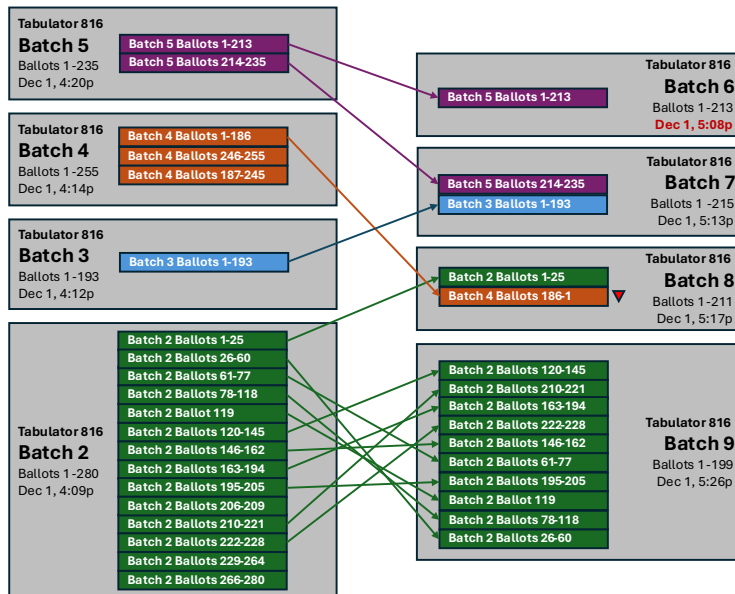 Tabulator 816
Batch 5
Ballots 1-235
Dec 1, 4:20p
Batch 5 Ballots 1-213
Batch 5 Ballots 214-235
Tabulator 816
Batch 4
Ballots 1-255
Dec 1, 4:14p
Batch 4 Ballots 1-186
Batch 4 Ballots 246-255
Batch 4 Ballots 187-245
Tabulator 816
Batch 3
Ballots 1-193
Dec 1, 4:12p
Batch 3 Ballots 1-193
Tabulator 816
Batch 2
Ballots 1-280
Dec 1, 4:09p
Batch 2 Ballots 1-25
Batch 2 Ballots 26-60
Batch 2 Ballots 61-77
Batch 2 Ballots 78-118
Batch 2 Ballot 119
Batch 2 Ballots 120-145
Batch 2 Ballots 146-162
Batch 2 Ballots 163-194
Batch 2 Ballots 195-205
Batch 2 Ballots 206-209
Batch 2 Ballots 210-221
Batch 2 Ballots 222-228
Batch 2 Ballots 229-264
Batch 2 Ballots 266-280
Batch 5 Ballots 1-213
Tabulator 816
Batch 6
Ballots 1-213
Dec 1, 5:08p
Batch 5 Ballots 214-235
Batch 3 Ballots 1-193
Tabulator 816
Batch 7
Ballots 1 -215
Dec 1, 5:13p
Batch 2 Ballots 1-25
Batch 4 Ballots 186-1
Tabulator 816
Batch 8
Ballots 1-211
Dec 1, 5:17p
Batch 2 Ballots 120-145
Batch 2 Ballots 210-221
Batch 2 Ballots 163-194
Batch 2 Ballots 222-228
Batch 2 Ballots 146-162
Batch 2 Ballots 61-77
Batch 2 Ballots 195-205
Batch 2 Ballot 119
Batch 2 Ballots 78-118
Batch 2 Ballots 26-60
Tabulator 816
Batch 9
Ballots 1-199
Dec 1, 5:26p